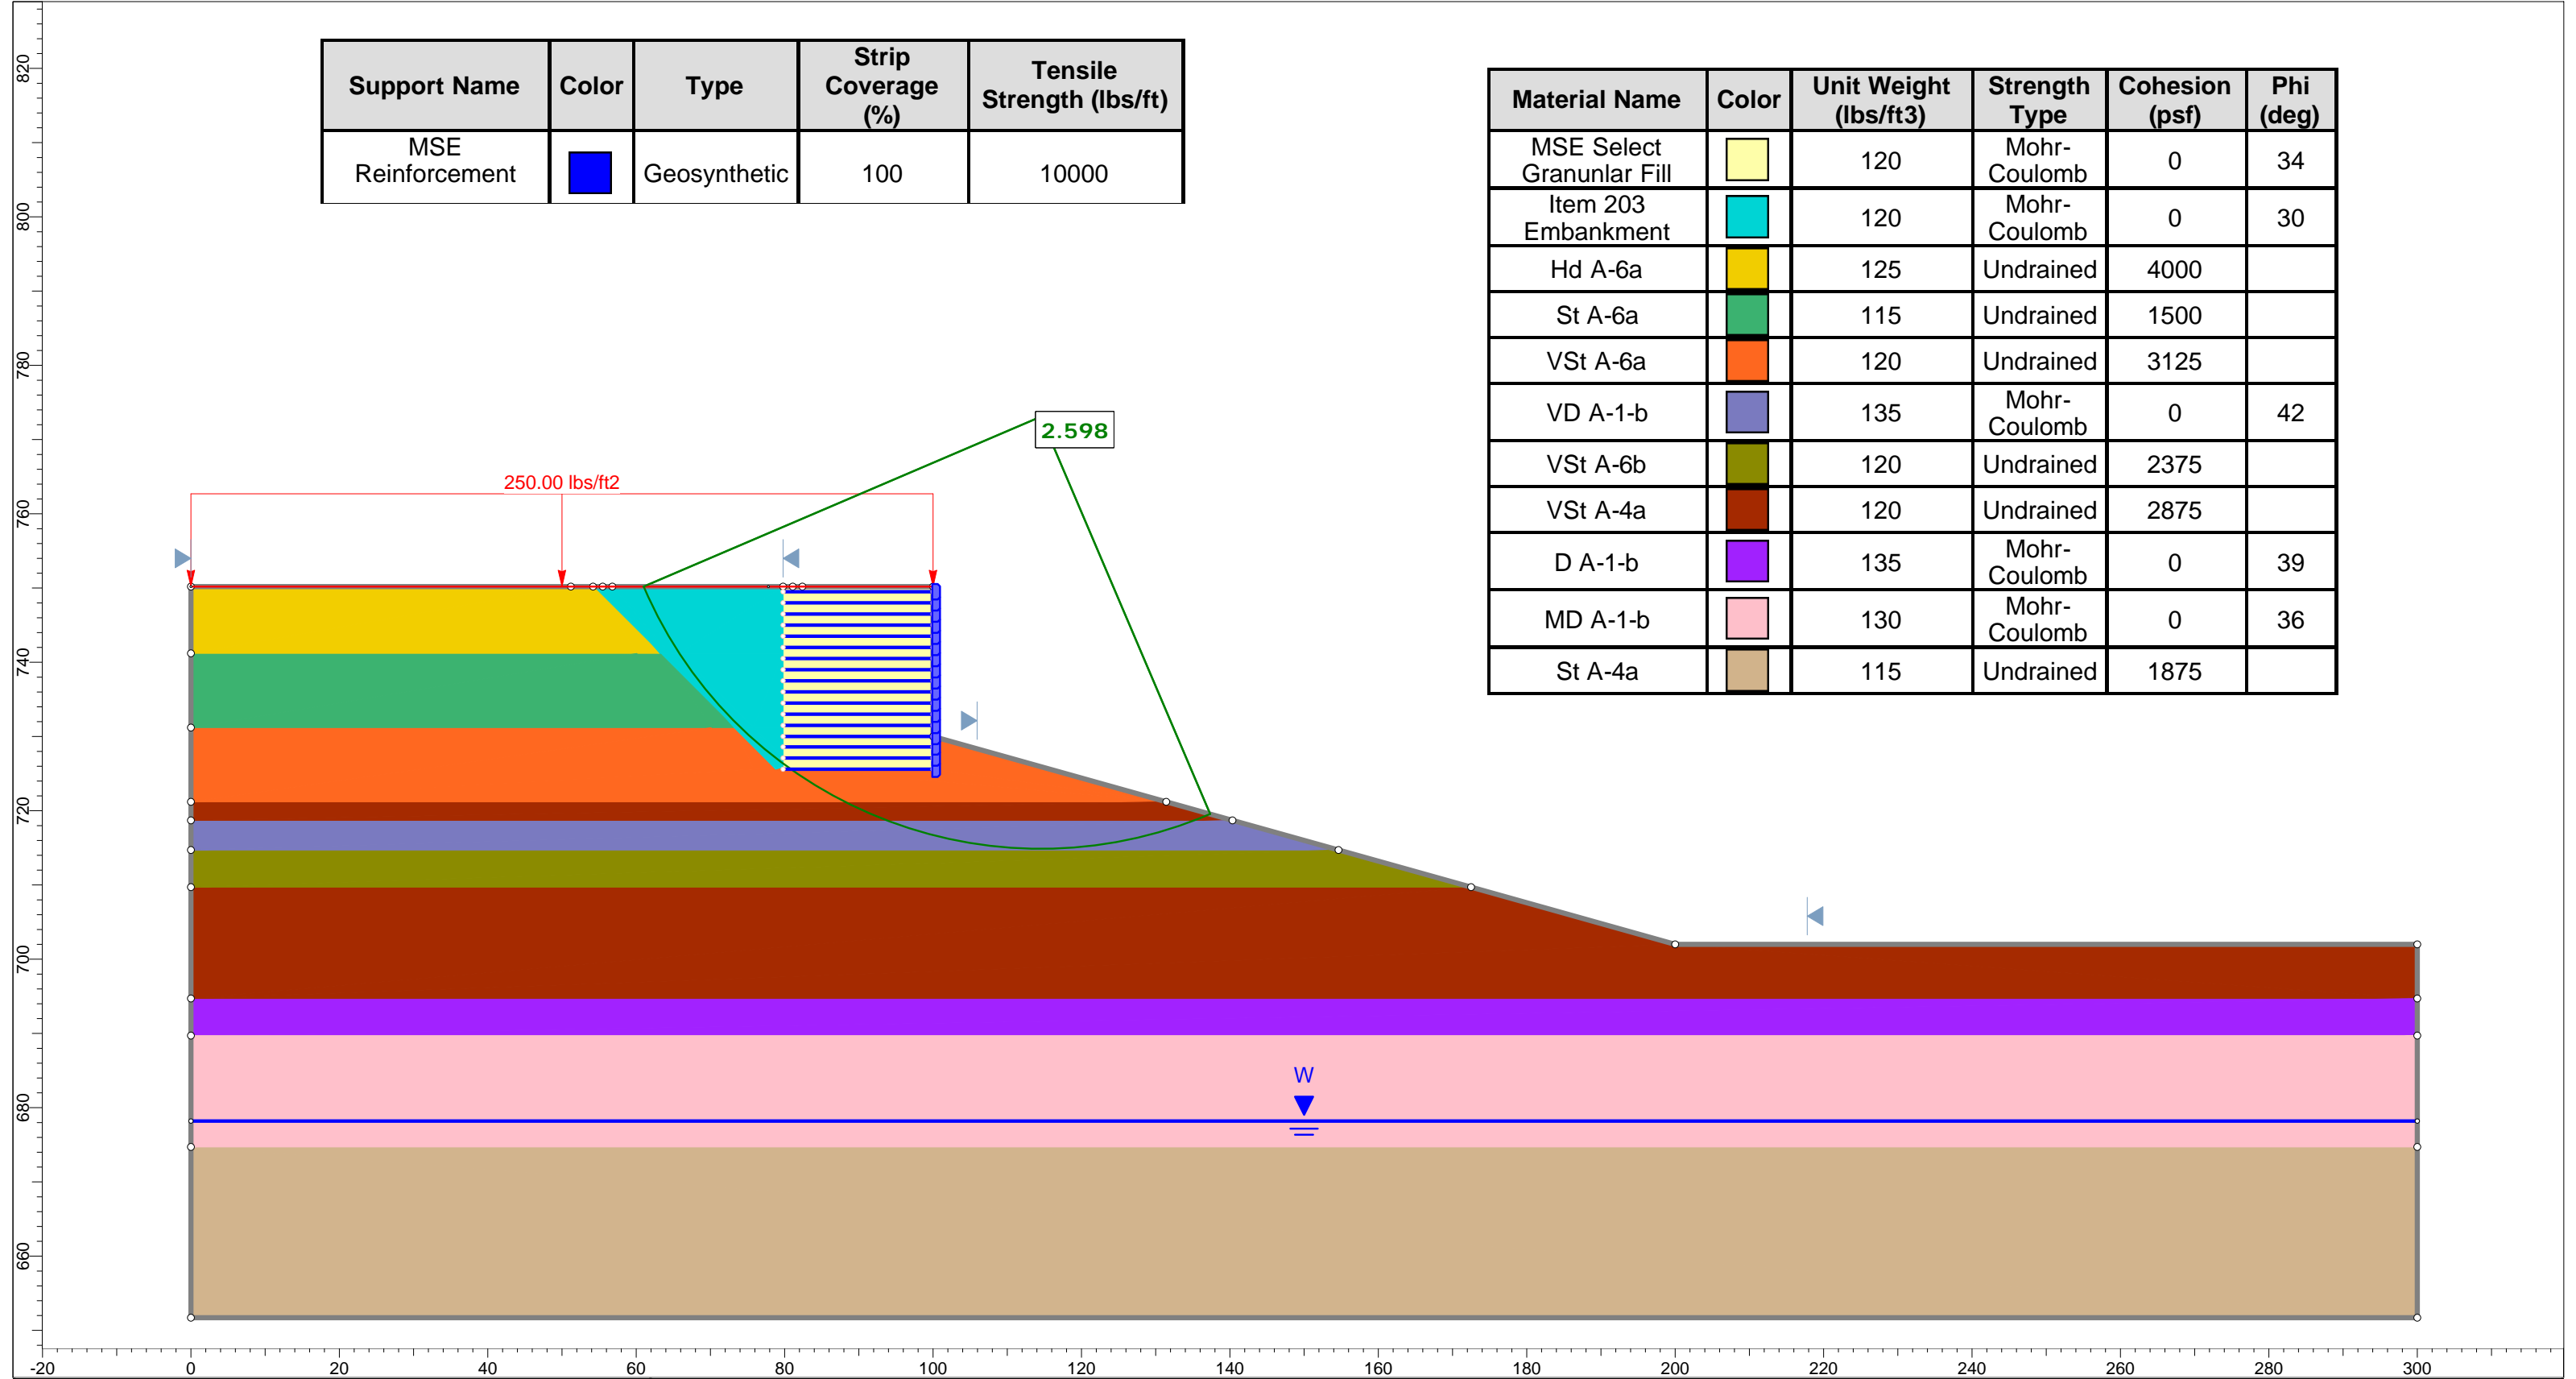 Support Name Color Type Strip Coverage (%) Tensile Strength (lbs/ft)
MSE Reinforcement Geosynthetic 100 10000
Material Name Color Unit Weight (lbs/ft3) Strength Type Cohesion (psf) Phi (deg)
MSE Select Granunlar Fill 120 Mohr-Coulomb 0 34
Item 203 Embankment 120 Mohr-Coulomb 0 30
Hd A-6a 125 Undrained 4000
St A-6a 115 Undrained 1500
VSt A-6a 120 Undrained 3125
VD A-1-b 135 Mohr-Coulomb 0 42
VSt A-6b 120 Undrained 2375
VSt A-4a 120 Undrained 2875
D A-1-b 135 Mohr-Coulomb 0 39
MD A-1-b 130 Mohr-Coulomb 0 36
St A-4a 115 Undrained 1875
2.598
250.00 lbs/ft2
W
820
800
780
760
740
720
700
680
660
-20 0 20 40 60 80 100 120 140 160 180 200 220 240 260 280 300